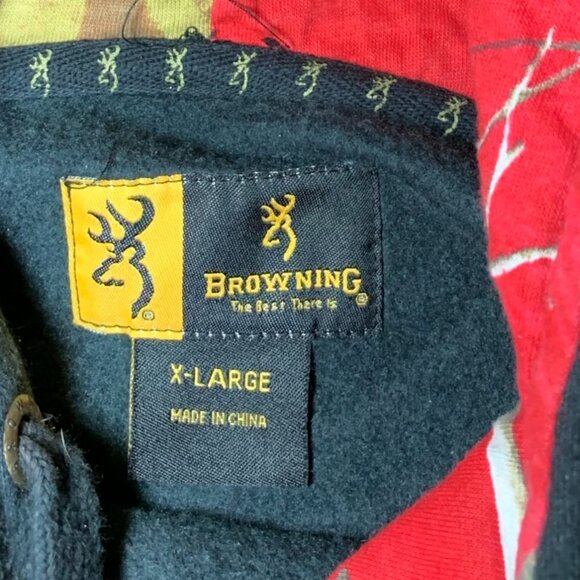 BROWNING
The Best There Is
X-LARGE
MADE IN CHINA